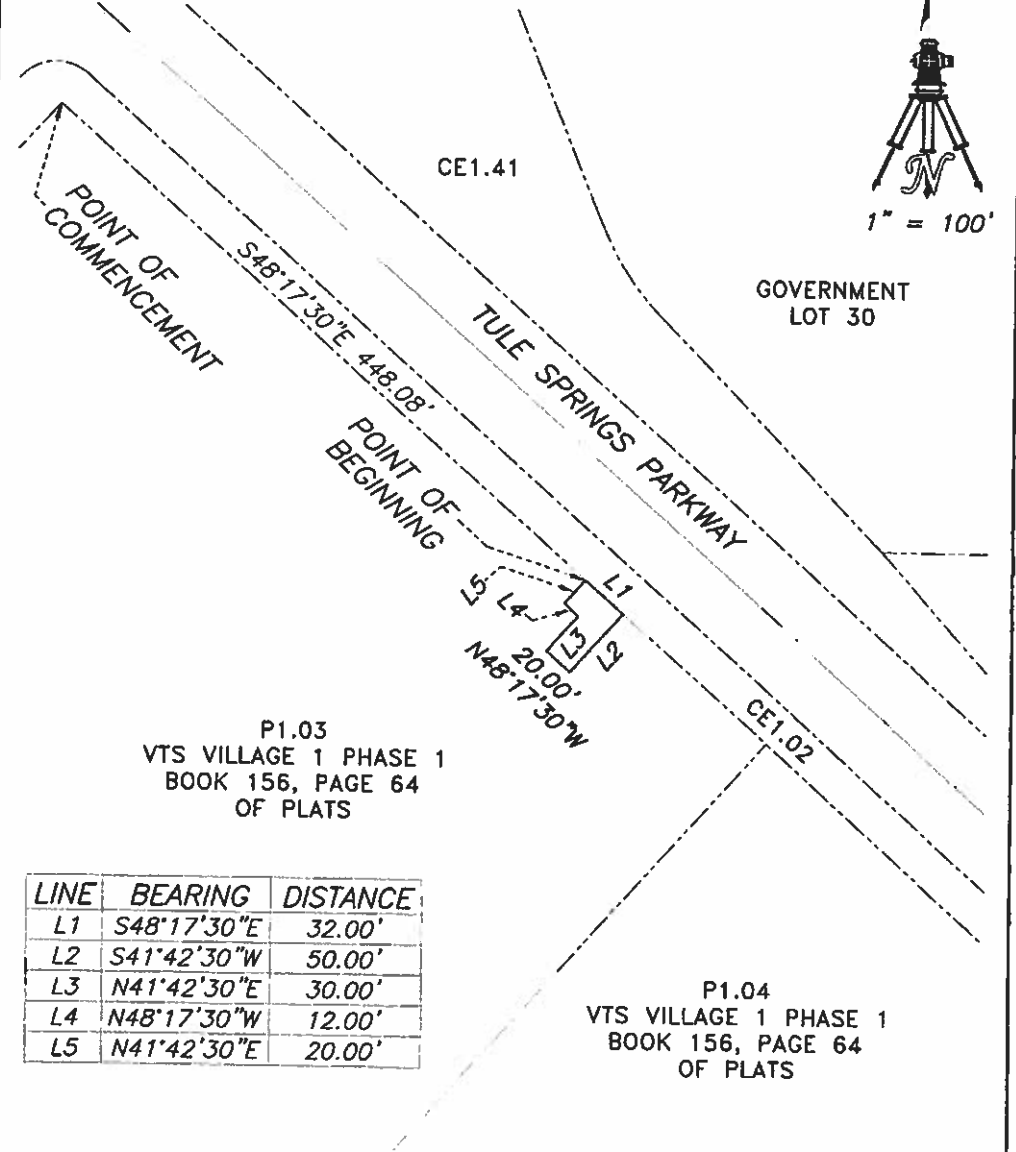 N
1" = 100'
CE1.41
GOVERNMENT
LOT 30
POINT OF
COMMENCEMENT
S48°17'30"E 448.08'
TULE SPRINGS PARKWAY
POINT OF
BEGINNING
L1
L5
L4
L3
L2
20.00'
N48°17'30"W
CE1.02
P1.03
VTS VILLAGE 1 PHASE 1
BOOK 156, PAGE 64
OF PLATS
LINE BEARING DISTANCE
L1 S48°17'30"E 32.00'
L2 S41°42'30"W 50.00'
L3 N41°42'30"E 30.00'
L4 N48°17'30"W 12.00'
L5 N41°42'30"E 20.00'
P1.04
VTS VILLAGE 1 PHASE 1
BOOK 156, PAGE 64
OF PLATS